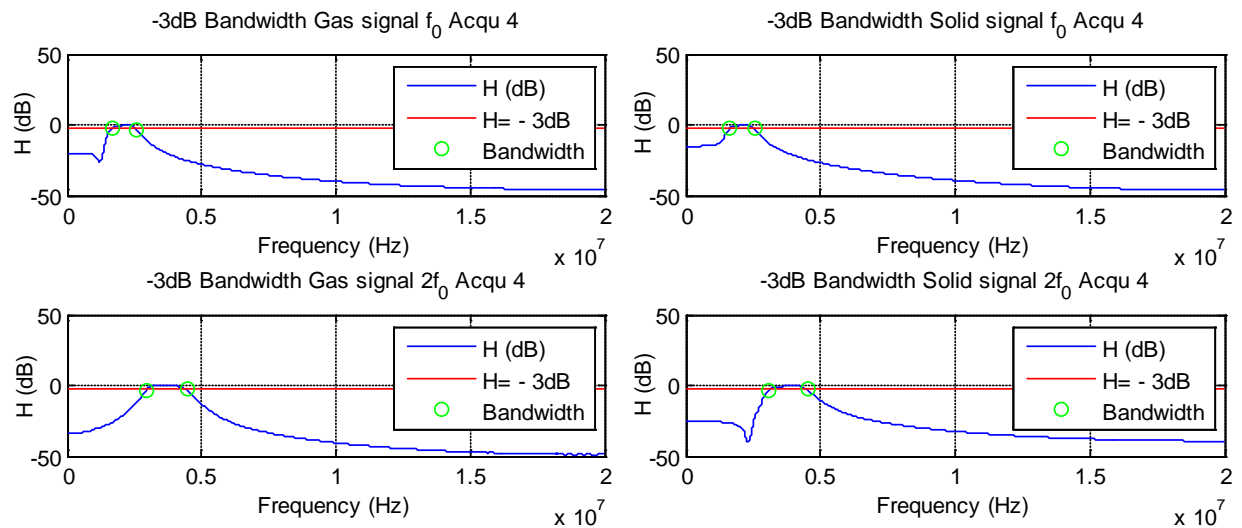 -3dB Bandwidth Gas signal f0 Acqu 4
50
0
-50
H (dB)
0
0.5
1
1.5
2
Frequency (Hz)
x 10^7
H (dB)
H= - 3dB
Bandwidth
-3dB Bandwidth Solid signal f0 Acqu 4
50
0
-50
H (dB)
0
0.5
1
1.5
2
Frequency (Hz)
x 10^7
H (dB)
H= - 3dB
Bandwidth
-3dB Bandwidth Gas signal 2f0 Acqu 4
50
0
-50
H (dB)
0
0.5
1
1.5
2
Frequency (Hz)
x 10^7
H (dB)
H= - 3dB
Bandwidth
-3dB Bandwidth Solid signal 2f0 Acqu 4
50
0
-50
H (dB)
0
0.5
1
1.5
2
Frequency (Hz)
x 10^7
H (dB)
H= - 3dB
Bandwidth